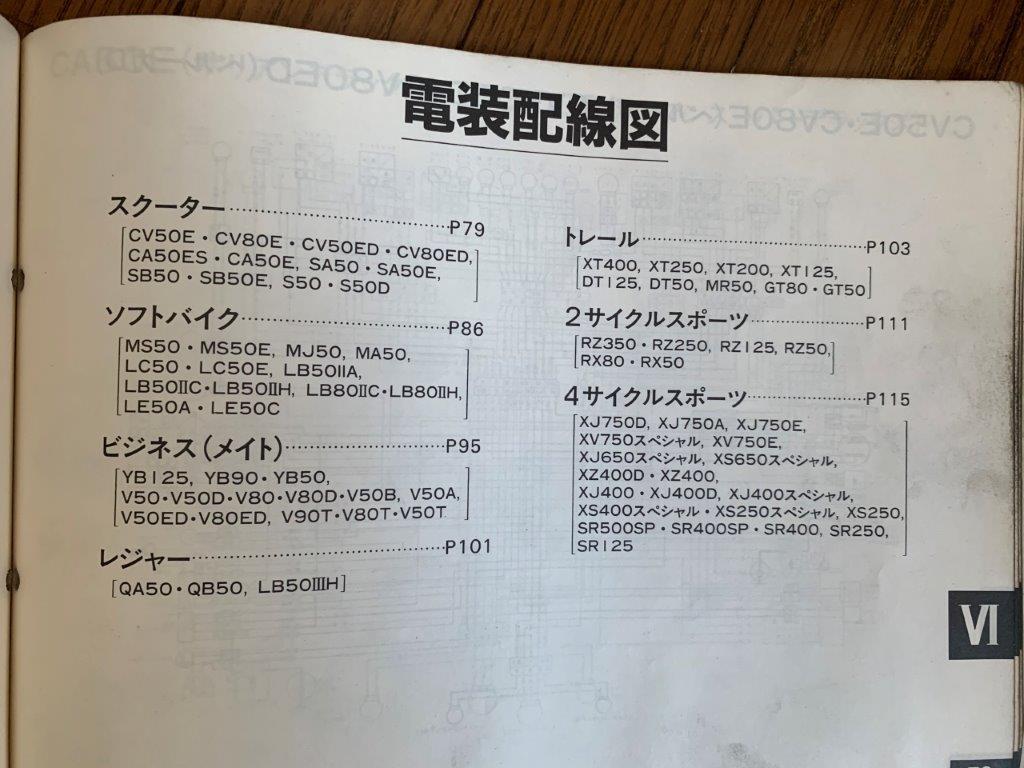 電装配線図
スクーター……………………P79
[CV50E・CV80E・CV50ED・CV80ED,
CA50ES・CA50E, SA50・SA50E,
SB50・SB50E, S50・S50D]
ソフトバイク……………………P86
[MS50・MS50E, MJ50, MA50,
LC50・LC50E, LB50IIA,
LB50IIC・LB50IIH, LB80IIC・LB80IIH,
LE50A・LE50C]
ビジネス(メイト)……………………P95
[YB125, YB90・YB50,
V50・V50D・V80・V80D・V50B, V50A,
V50ED・V80ED, V90T・V80T・V50T]
レジャー……………………P101
[QA50・QB50, LB50IIIH]
トレール……………………P103
[XT400, XT250, XT200, XT125,
DT125, DT50, MR50, GT80・GT50]
2サイクルスポーツ……………………P111
[RZ350・RZ250, RZ125, RZ50,
RX80・RX50]
4サイクルスポーツ……………………P115
[XJ750D, XJ750A, XJ750E,
XV750スペシャル, XV750E,
XJ650スペシャル, XS650スペシャル,
XZ400D・XZ400,
XJ400・XJ400D, XJ400スペシャル,
XS400スペシャル・XS250スペシャル, XS250,
SR500SP・SR400SP・SR400, SR250,
SR125]
VI